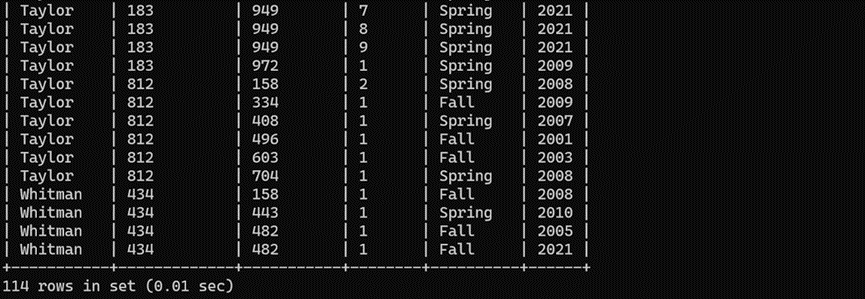 | Taylor | 183 | 949 | 7 | Spring | 2021 |
| Taylor | 183 | 949 | 8 | Spring | 2021 |
| Taylor | 183 | 949 | 9 | Spring | 2021 |
| Taylor | 183 | 972 | 1 | Spring | 2009 |
| Taylor | 812 | 158 | 2 | Spring | 2008 |
| Taylor | 812 | 334 | 1 | Fall | 2009 |
| Taylor | 812 | 408 | 1 | Spring | 2007 |
| Taylor | 812 | 496 | 1 | Fall | 2001 |
| Taylor | 812 | 603 | 1 | Fall | 2003 |
| Taylor | 812 | 704 | 1 | Spring | 2008 |
| Whitman | 434 | 158 | 1 | Fall | 2008 |
| Whitman | 434 | 443 | 1 | Spring | 2010 |
| Whitman | 434 | 482 | 1 | Fall | 2005 |
| Whitman | 434 | 482 | 1 | Fall | 2021 |
+-----------+-------------+-----------+--------+----------+------+
114 rows in set (0.01 sec)